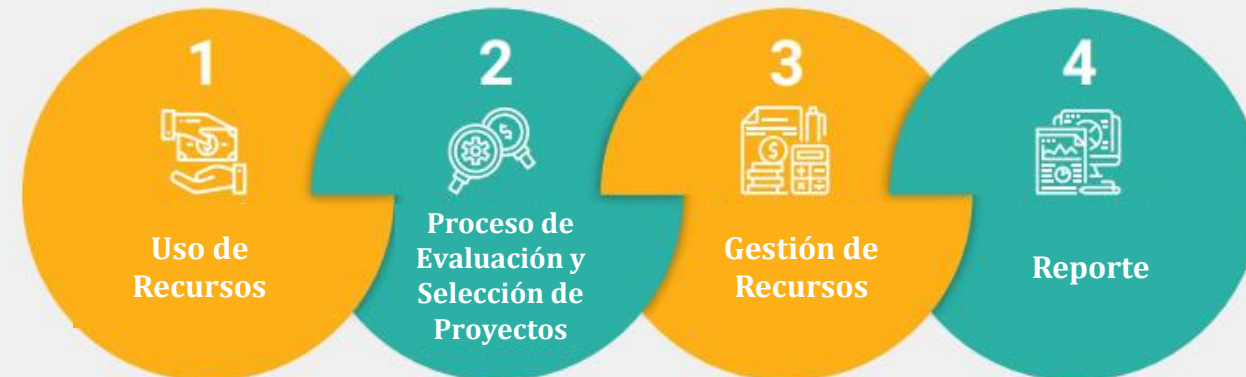 1
Uso de
Recursos
2
Proceso de
Evaluación y
Selección de
Proyectos
3
Gestión de
Recursos
4
Reporte